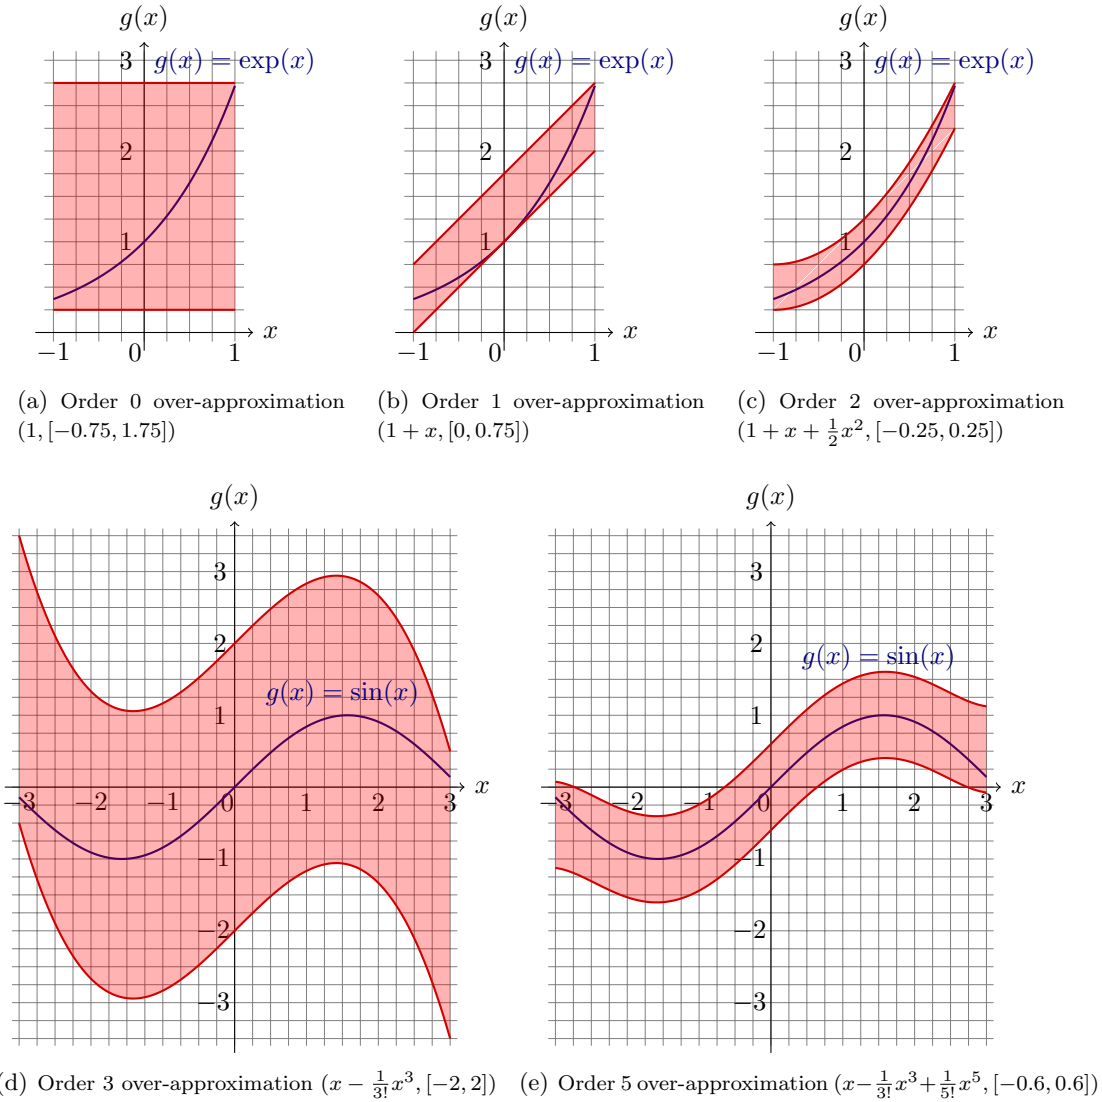 g(x)
g(x)
g(x)
3 g(x) = exp(x)
3 g(x) = exp(x)
3 g(x) = exp(x)
2
2
2
1
1
1
x
x
x
−1 0 1
−1 0 1
−1 0 1
(a) Order 0 over-approximation
(1, [−0.75, 1.75])
(b) Order 1 over-approximation
(1 + x, [0, 0.75])
(c) Order 2 over-approximation
(1 + x + \frac{1}{2}x², [−0.25, 0.25])
g(x)
3
2
g(x) = sin(x)
1
x
−3 −2 −1 0 1 2 3
−1
−2
−3
g(x)
3
2
g(x) = sin(x)
1
x
−3 −2 −1 0 1 2 3
−1
−2
−3
(d) Order 3 over-approximation (x − \frac{1}{3!}x³, [−2, 2])
(e) Order 5 over-approximation (x−\frac{1}{3!}x³+\frac{1}{5!}x⁵, [−0.6, 0.6])